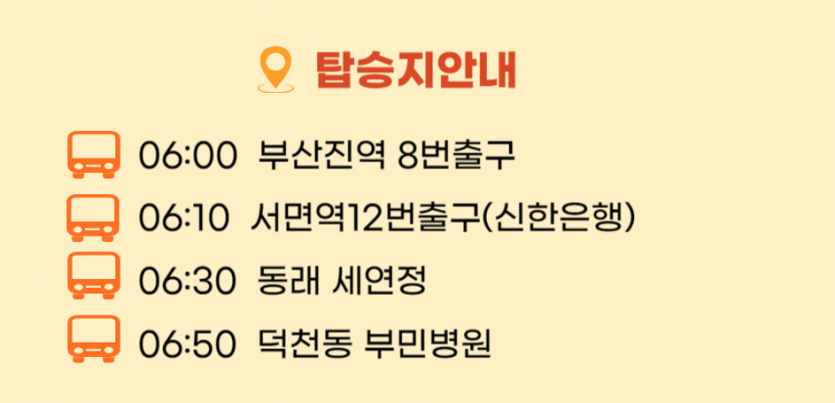 탑승지안내
06:00 부산진역 8번출구
06:10 서면역12번출구(신한은행)
06:30 동래 세연정
06:50 덕천동 부민병원